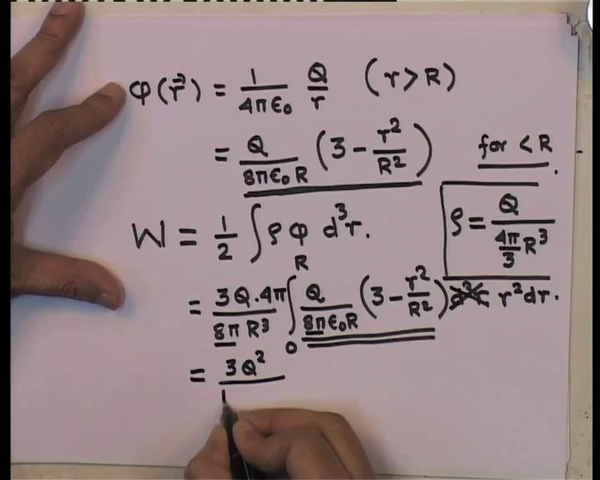 φ(r⃗) = 1/4πε₀ Q/r (r>R)
= Q/8πε₀R (3 − r²/R²) for < R.
W = 1/2 ∫ ρ φ d³r. ρ = Q / (4π/3 R³)
= 3Q.4π/8πR³ ∫₀ᴿ Q/8πε₀R (3 − r²/R²) r²dr.
= 3Q²